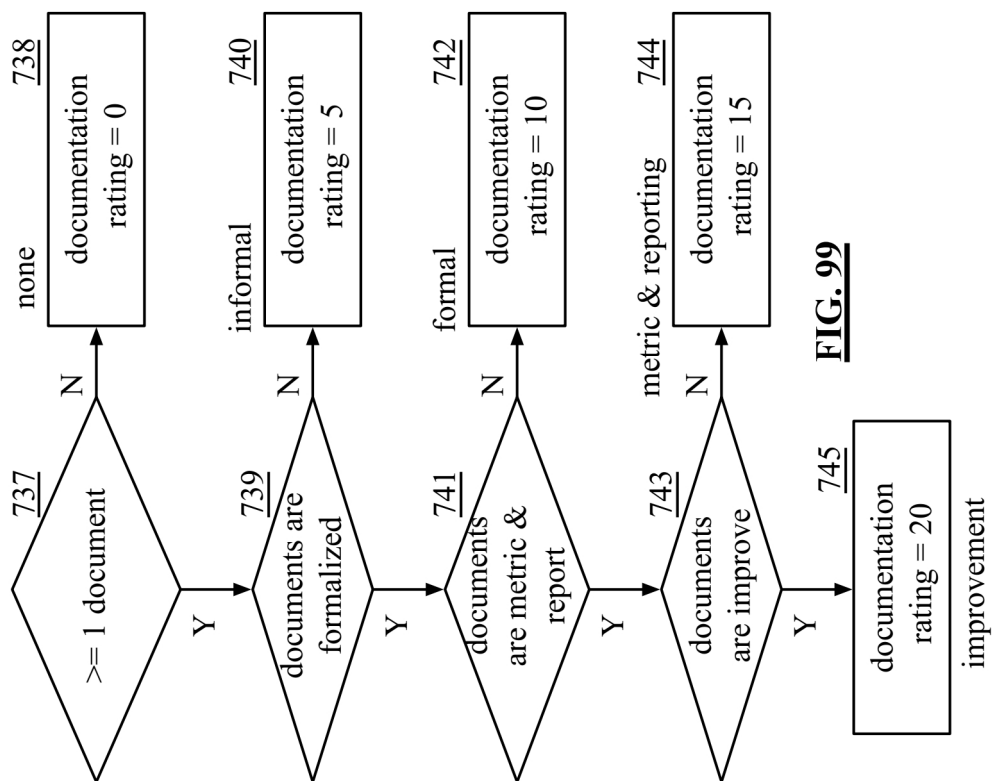 737
>= 1 document
N
none
738
documentation
rating = 0
Y
739
documents are
formalized
N
informal
740
documentation
rating = 5
Y
741
documents
are metric &
report
N
formal
742
documentation
rating = 10
Y
743
documents
are improve
N
metric & reporting
744
documentation
rating = 15
Y
745
documentation
rating = 20
improvement
FIG. 99